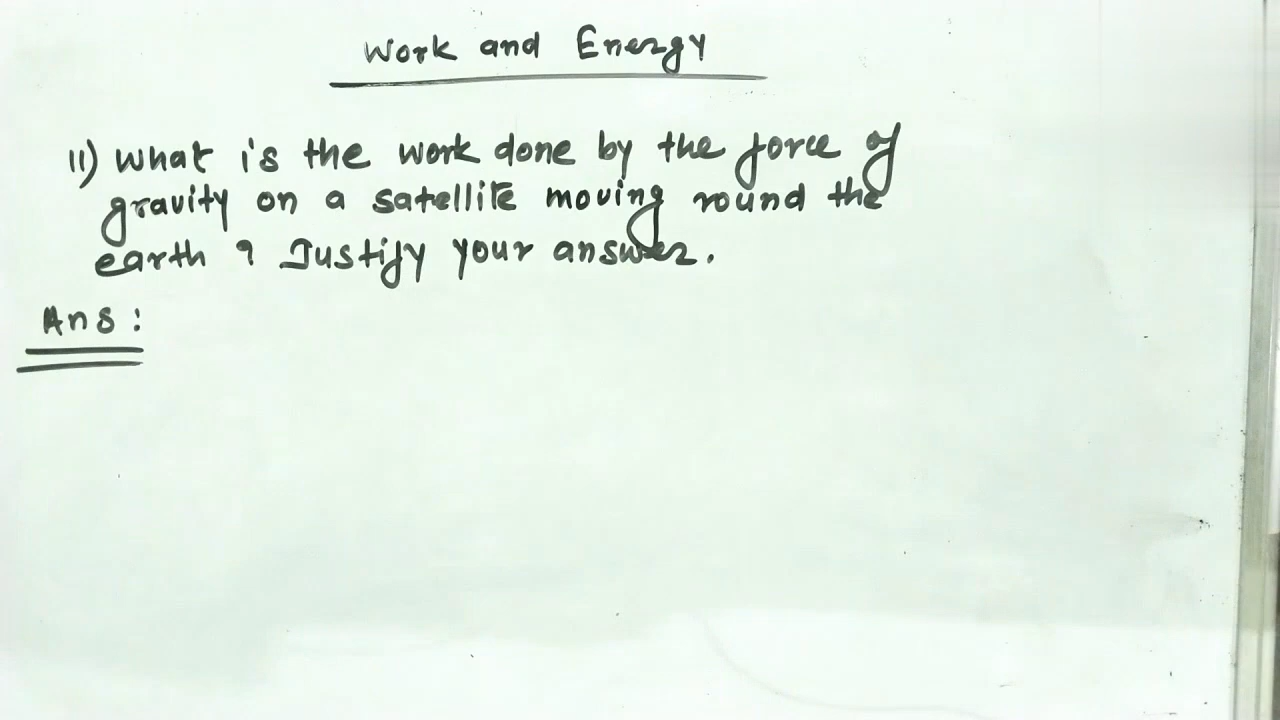 Work and Energy
11) What is the work done by the force of
gravity on a satellite moving round the
earth ? Justify your answer.
Ans :